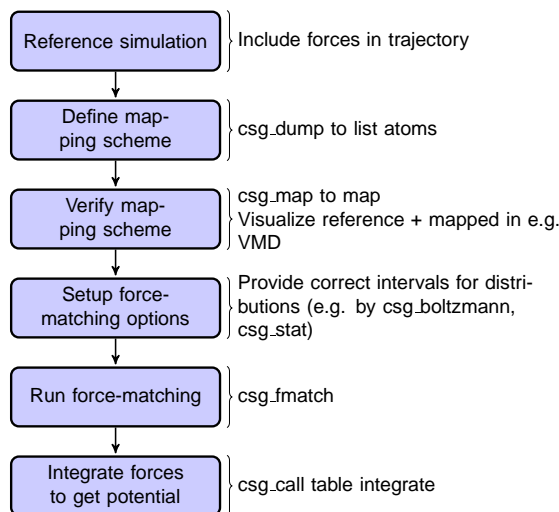 Reference simulation
Include forces in trajectory
Define map-
ping scheme
csg_dump to list atoms
Verify map-
ping scheme
csg_map to map
Visualize reference + mapped in e.g.
VMD
Setup force-
matching options
Provide correct intervals for distri-
butions (e.g. by csg_boltzmann,
csg_stat)
Run force-matching
csg_fmatch
Integrate forces
to get potential
csg_call table integrate